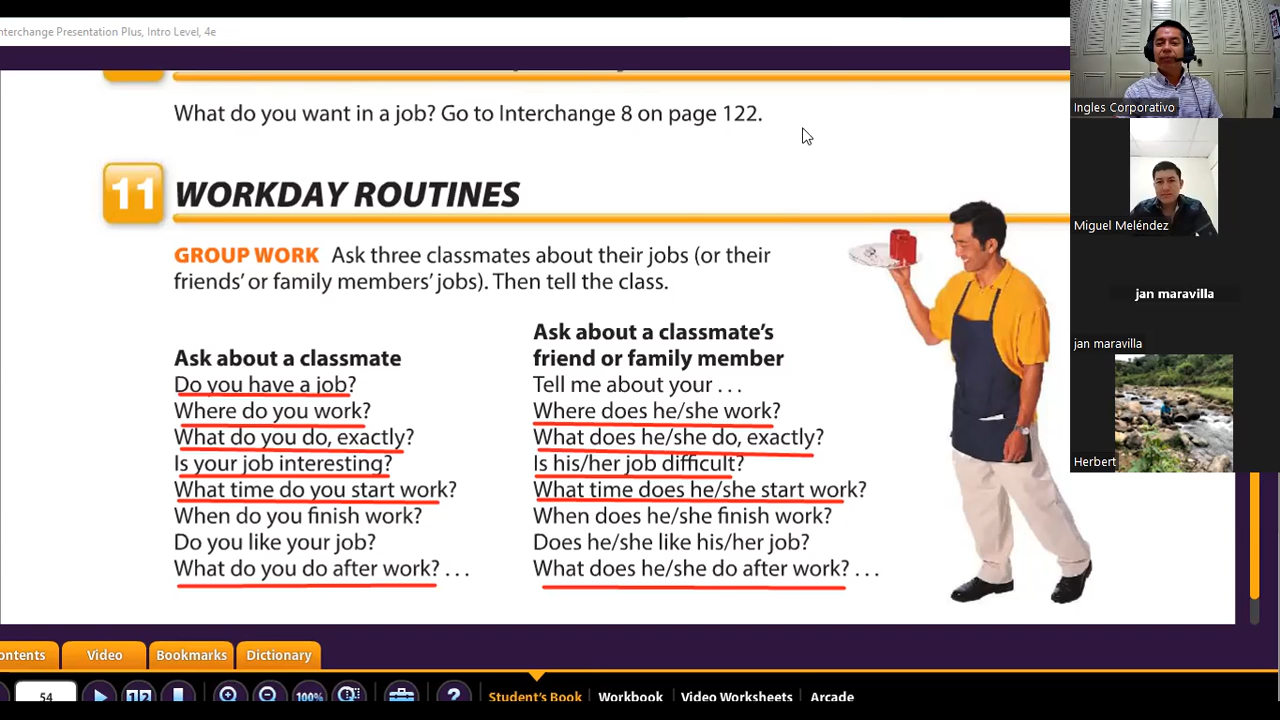 nterchange Presentation Plus, Intro Level, 4e
What do you want in a job? Go to Interchange 8 on page 122.
11 WORKDAY ROUTINES
GROUP WORK Ask three classmates about their jobs (or their
friends' or family members' jobs). Then tell the class.
Ask about a classmate
Do you have a job?
Where do you work?
What do you do, exactly?
Is your job interesting?
What time do you start work?
When do you finish work?
Do you like your job?
What do you do after work? . . .
Ask about a classmate's
friend or family member
Tell me about your . . .
Where does he/she work?
What does he/she do, exactly?
Is his/her job difficult?
What time does he/she start work?
When does he/she finish work?
Does he/she like his/her job?
What does he/she do after work? . . .
Ingles Corporativo
Miguel Meléndez
jan maravilla
jan maravilla
Herbert
ontents Video Bookmarks Dictionary
54 1 2 100% ? Student's Book Workbook Video Worksheets Arcade